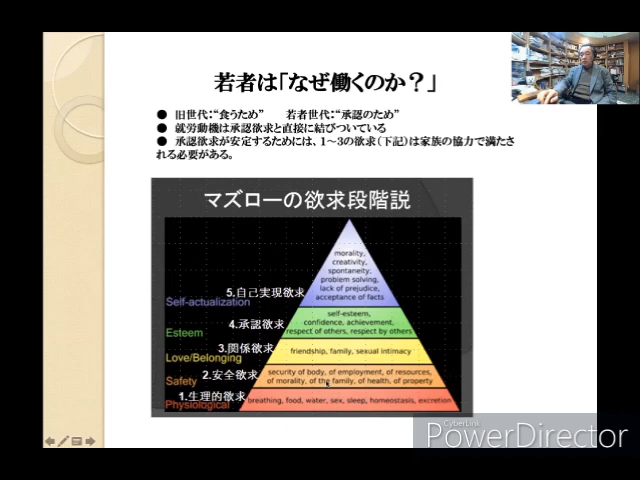 若者は「なぜ働くのか？」
● 旧世代：“食うため”　若者世代：“承認のため”
● 就労動機は承認欲求と直接に結びついている
● 承認欲求が安定するためには、1～3の欲求（下記）は家族の協力で満たさ
れる必要がある。
マズローの欲求段階説
morality,
creativity,
spontaneity,
problem solving,
lack of prejudice,
acceptance of facts
5.自己実現欲求
Self-actualization
self-esteem,
confidence, achievement,
respect of others, respect by others
4.承認欲求
Esteem
friendship, family, sexual intimacy
3.関係欲求
Love/Belonging
security of body, of employment, of resources,
of morality, of the family, of health, of property
2.安全欲求
Safety
breathing, food, water, sex, sleep, homeostasis, excretion
1.生理的欲求
Physiological
CyberLink
PowerDirector